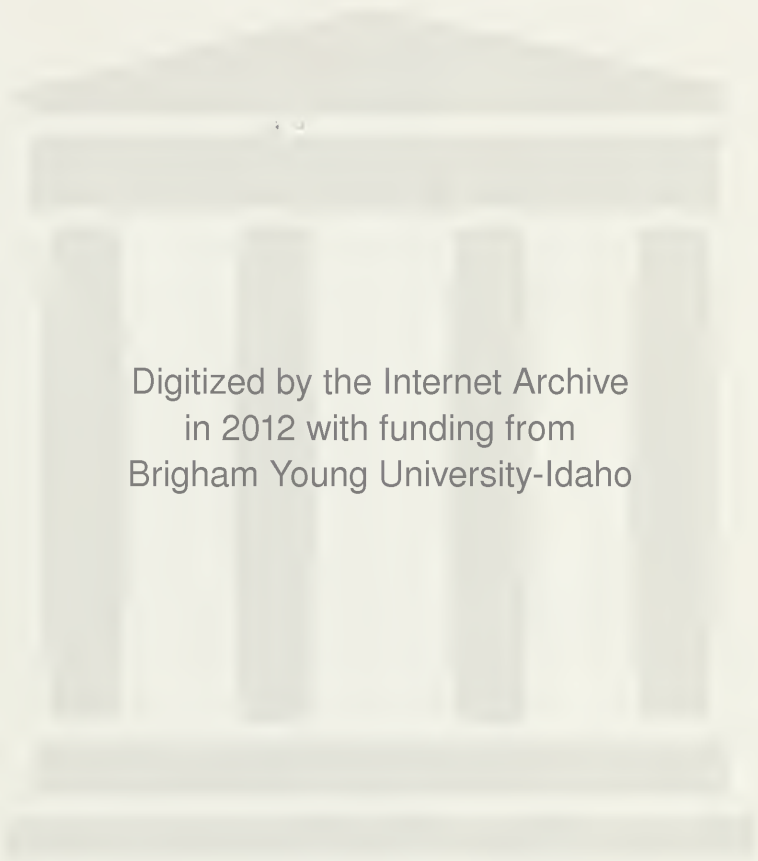 Digitized by the Internet Archive
in 2012 with funding from
Brigham Young University-Idaho